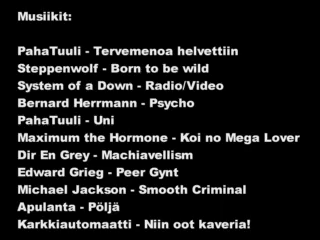 Musiikit:
PahaTuuli - Tervemenoa helvettiin
Steppenwolf - Born to be wild
System of a Down - Radio/Video
Bernard Herrmann - Psycho
PahaTuuli - Uni
Maximum the Hormone - Koi no Mega Lover
Dir En Grey - Machiavellism
Edward Grieg - Peer Gynt
Michael Jackson - Smooth Criminal
Apulanta - Pöljä
Karkkiautomaatti - Niin oot kaveria!